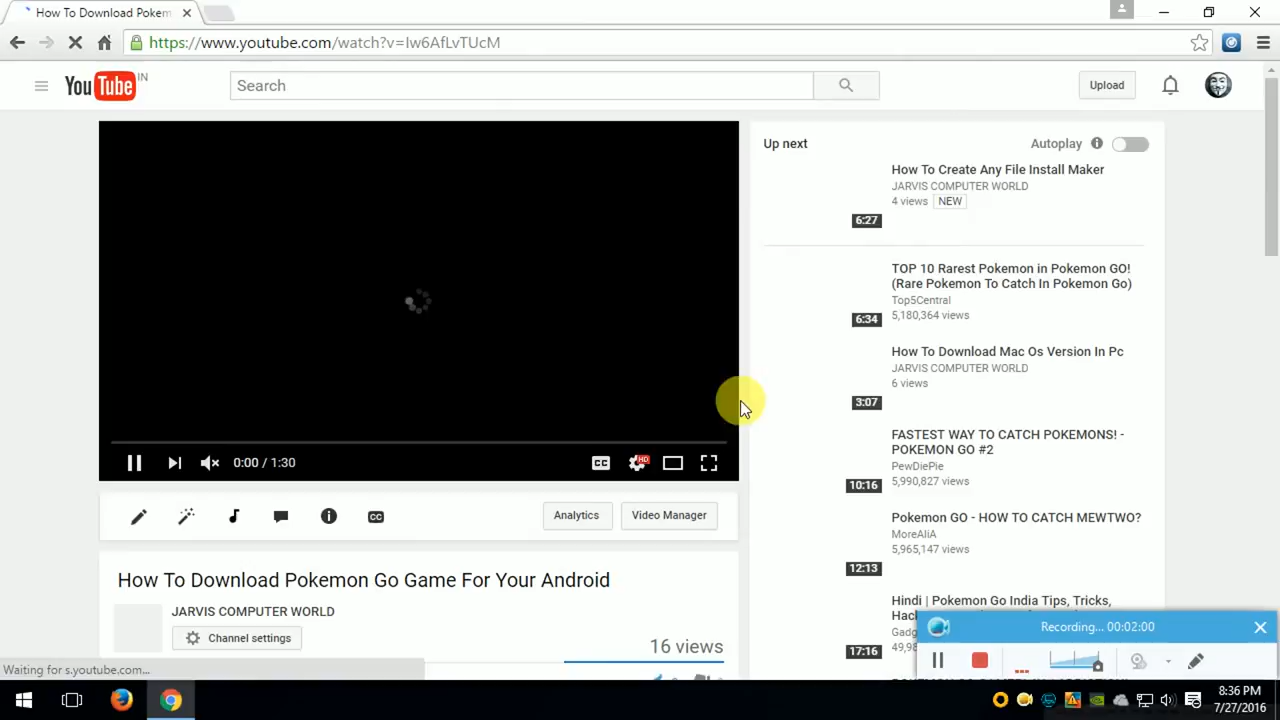 How To Download Pokem
https://www.youtube.com/watch?v=Iw6AfLvTUcM
YouTube IN
Search
Upload
Up next
Autoplay
How To Create Any File Install Maker
JARVIS COMPUTER WORLD
4 views NEW
6:27
TOP 10 Rarest Pokemon in Pokemon GO!
(Rare Pokemon To Catch In Pokemon Go)
Top5Central
5,180,364 views
6:34
How To Download Mac Os Version In Pc
JARVIS COMPUTER WORLD
6 views
3:07
FASTEST WAY TO CATCH POKEMONS! -
POKEMON GO #2
PewDiePie
5,990,827 views
10:16
Pokemon GO - HOW TO CATCH MEWTWO?
MoreAliA
5,965,147 views
12:13
Hindi | Pokemon Go India Tips, Tricks,
17:16
0:00 / 1:30
CC
HD
CC
Analytics
Video Manager
How To Download Pokemon Go Game For Your Android
JARVIS COMPUTER WORLD
Channel settings
16 views
Waiting for s.youtube.com...
Recording... 00:02:00
8:36 PM
7/27/2016